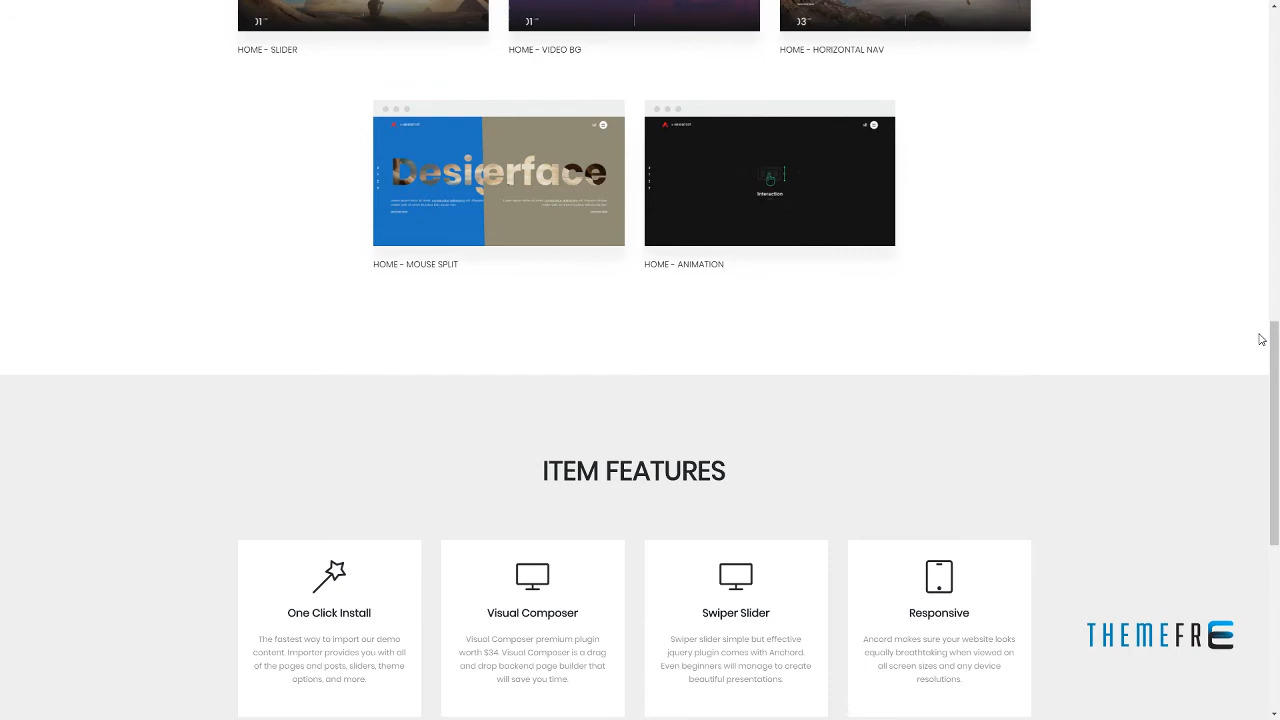 01
01
03
HOME - SLIDER
HOME - VIDEO BG
HOME - HORIZONTAL NAV
Desigerface
Interaction
HOME - MOUSE SPLIT
HOME - ANIMATION
ITEM FEATURES
One Click Install
The fastest way to import our demo
content. Importer provides you with all
of the pages and posts, sliders, theme
options, and more.
Visual Composer
Visual Composer premium plugin
worth $34. Visual Composer is a drag
and drop backend page builder that
will save you time.
Swiper Slider
Swiper slider simple but effective
jquery plugin comes with Anchord.
Even beginners will manage to create
beautiful presentations.
Responsive
Ancord makes sure your website looks
equally breathtaking when viewed on
all screen sizes and any device
resolutions.
THEMEFRE